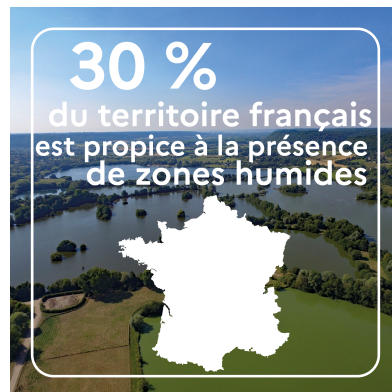 30 %
du territoire français
est propice à la présence
de zones humides